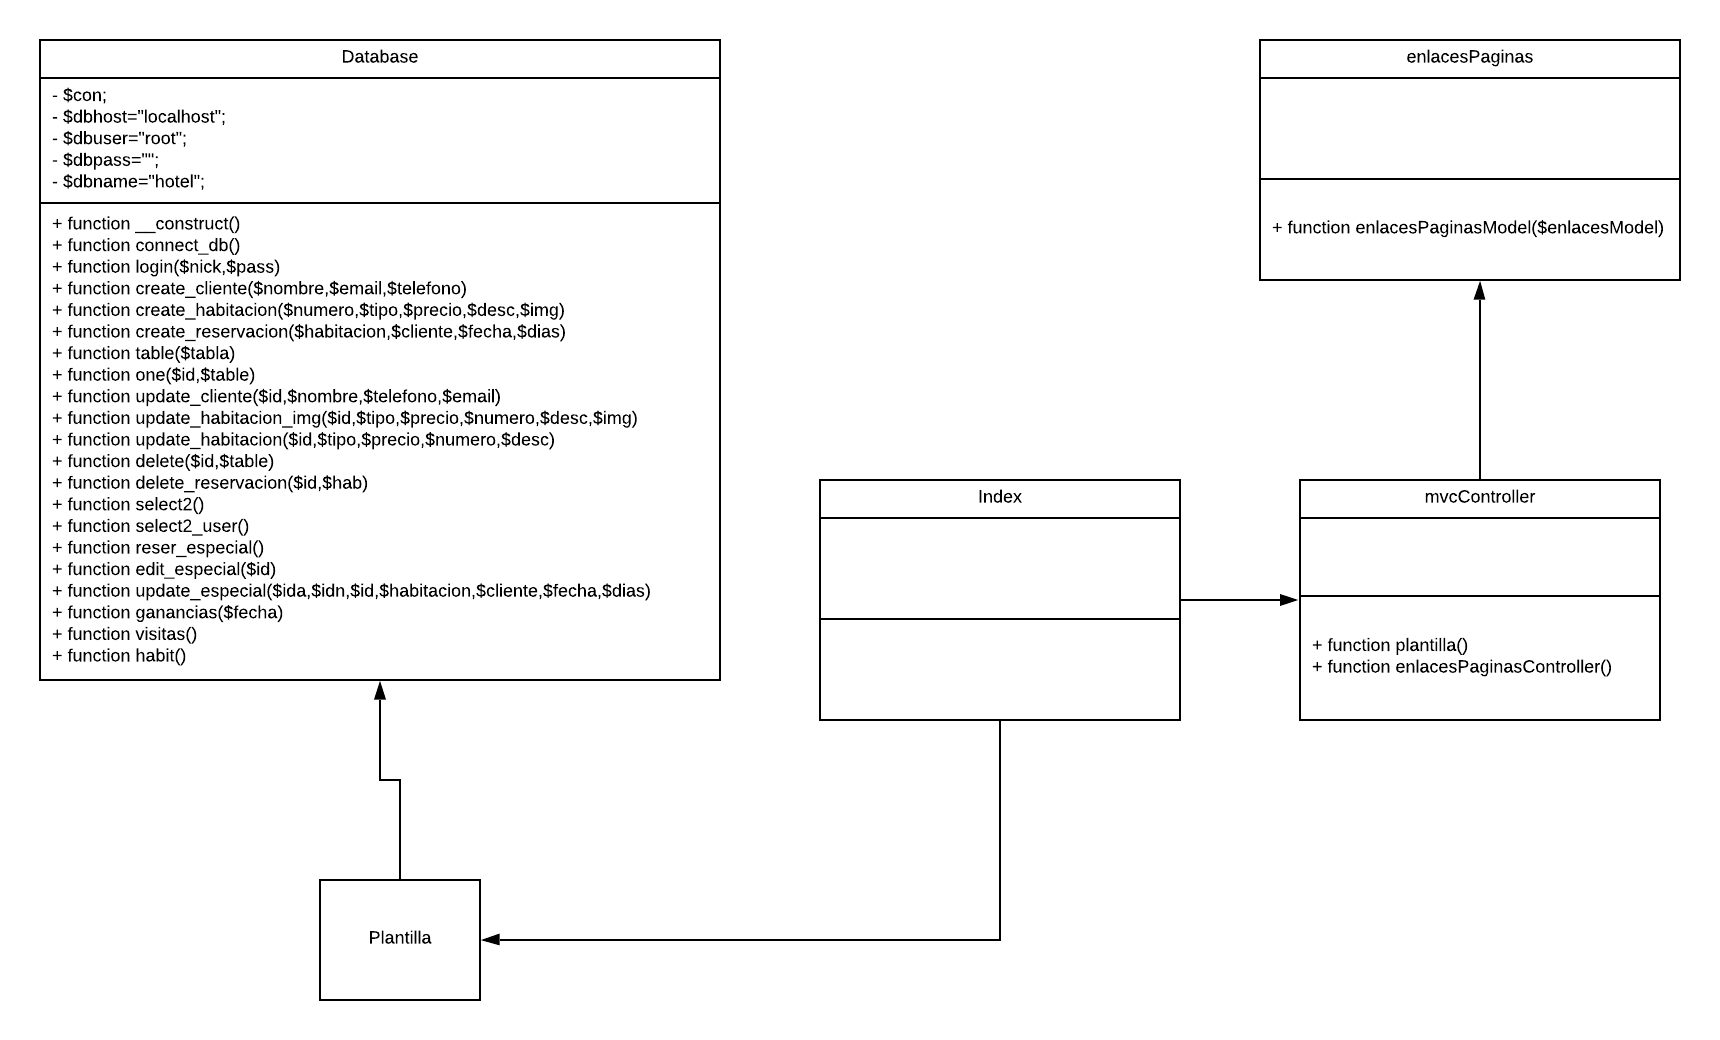 Database
- $con;
- $dbhost="localhost";
- $dbuser="root";
- $dbpass="";
- $dbname="hotel";
+ function __construct()
+ function connect_db()
+ function login($nick,$pass)
+ function create_cliente($nombre,$email,$telefono)
+ function create_habitacion($numero,$tipo,$precio,$desc,$img)
+ function create_reservacion($habitacion,$cliente,$fecha,$dias)
+ function table($tabla)
+ function one($id,$table)
+ function update_cliente($id,$nombre,$telefono,$email)
+ function update_habitacion_img($id,$tipo,$precio,$numero,$desc,$img)
+ function update_habitacion($id,$tipo,$precio,$numero,$desc)
+ function delete($id,$table)
+ function delete_reservacion($id,$hab)
+ function select2()
+ function select2_user()
+ function reser_especial()
+ function edit_especial($id)
+ function update_especial($ida,$idn,$id,$habitacion,$cliente,$fecha,$dias)
+ function ganancias($fecha)
+ function visitas()
+ function habit()
enlacesPaginas
+ function enlacesPaginasModel($enlacesModel)
Index
mvcController
+ function plantilla()
+ function enlacesPaginasController()
Plantilla